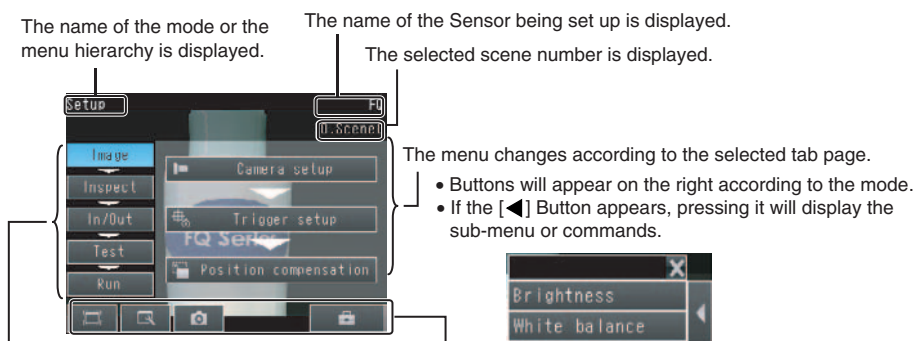 The name of the mode or the
menu hierarchy is displayed.
The name of the Sensor being set up is displayed.
The selected scene number is displayed.
Setup
FQ
0.Scene0
Image
Inspect
In/Out
Test
Run
Camera setup
Trigger setup
FQ Series
Position compensation
The menu changes according to the selected tab page.
• Buttons will appear on the right according to the mode.
• If the [◀] Button appears, pressing it will display the
sub-menu or commands.
X
Brightness
White balance